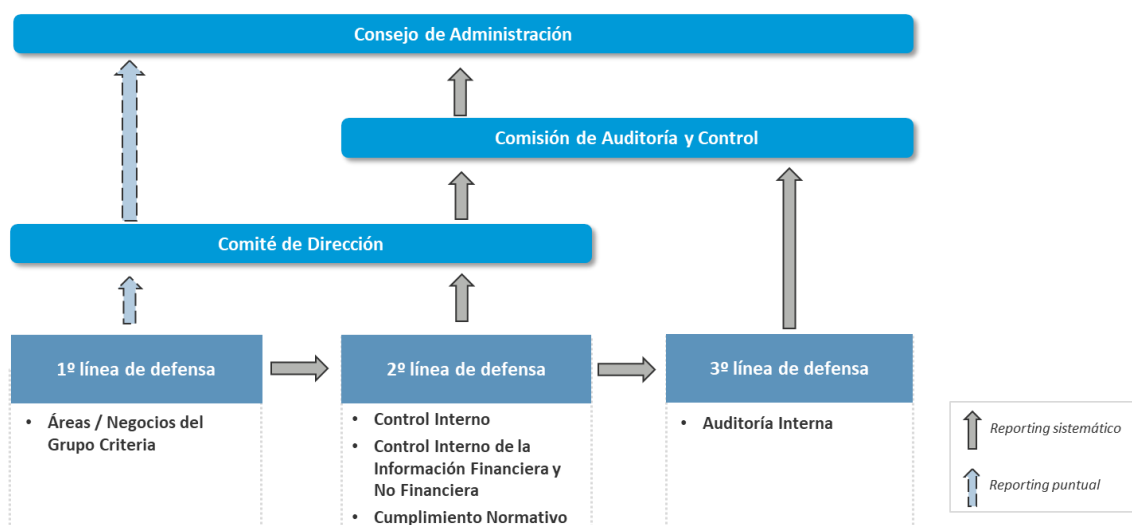 Consejo de Administración
Comisión de Auditoría y Control
Comité de Dirección
1º línea de defensa
2º línea de defensa
3º línea de defensa
• Áreas / Negocios del
Grupo Criteria
• Control Interno
• Control Interno de la
Información Financiera y
No Financiera
• Cumplimiento Normativo
• Auditoría Interna
Reporting sistemático
Reporting puntual